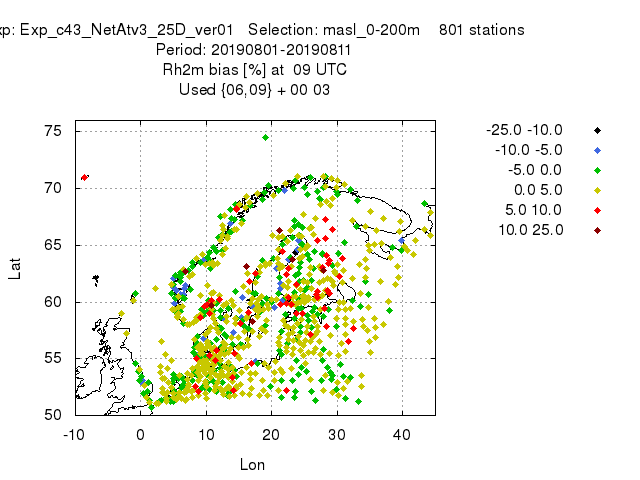 xp: Exp_c43_NetAtv3_25D_ver01 Selection: masl_0-200m 801 stations
Period: 20190801-20190811
Rh2m bias [%] at 09 UTC
Used {06,09} + 00 03
-25.0 -10.0
-10.0 -5.0
-5.0 0.0
0.0 5.0
5.0 10.0
10.0 25.0
75
70
65
60
55
50
Lat
-10 0 10 20 30 40
Lon